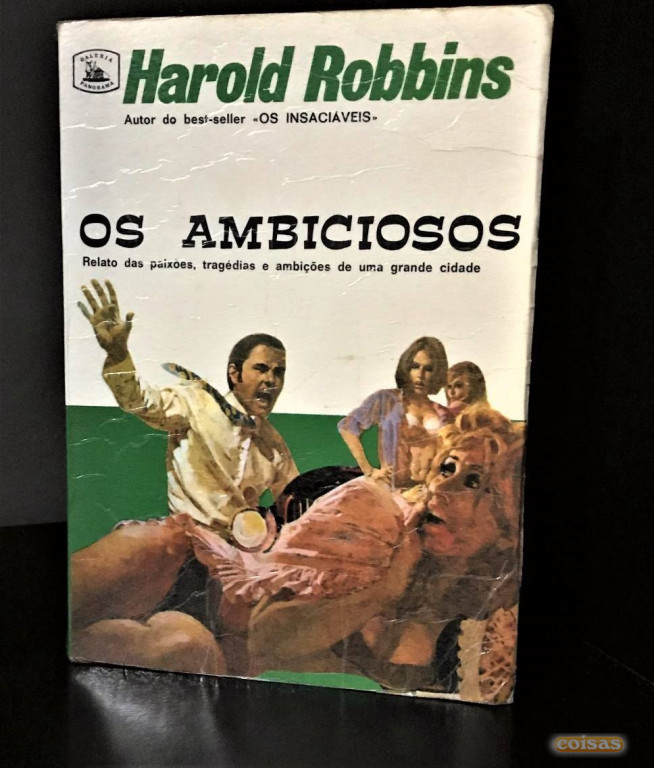 GALERIA
PANORAMA
Harold Robbins
Autor do best-seller «OS INSACIÁVEIS»
OS AMBICIOSOS
Relato das paixões, tragédias e ambições de uma grande cidade
coisas